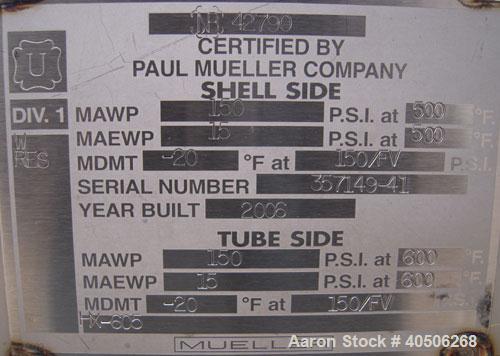 NB 42790
CERTIFIED BY
PAUL MUELLER COMPANY
SHELL SIDE
U
DIV. 1
W
RES
MAWP 150 P.S.I. at 500 °F.
MAEWP 15 P.S.I. at 500 °F.
MDMT -20 °F at 150/FV P.S.I.
SERIAL NUMBER 357149-41
YEAR BUILT 2006
TUBE SIDE
MAWP 150 P.S.I. at 600 °F.
MAEWP 15 P.S.I. at 600 °F.
MDMT -20 °F at 150/FV P.S.I.
HX-605
MUELLER
Aaron Stock # 40506268